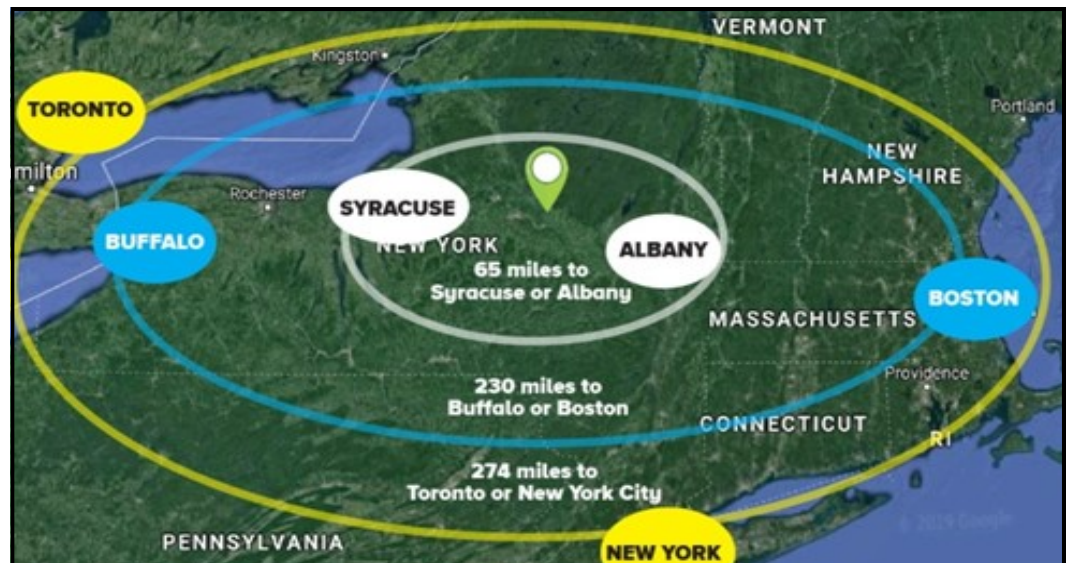 VERMONT
Kingston
TORONTO
Portland
NEW
HAMPSHIRE
milton
Rochester
SYRACUSE
NEW YORK
BUFFALO
ALBANY
65 miles to
Syracuse or Albany
BOSTON
MASSACHUSETTS
Providence
230 miles to
Buffalo or Boston
CONNECTICUT
RI
274 miles to
Toronto or New York City
© 2019 Google
PENNSYLVANIA
NEW YORK